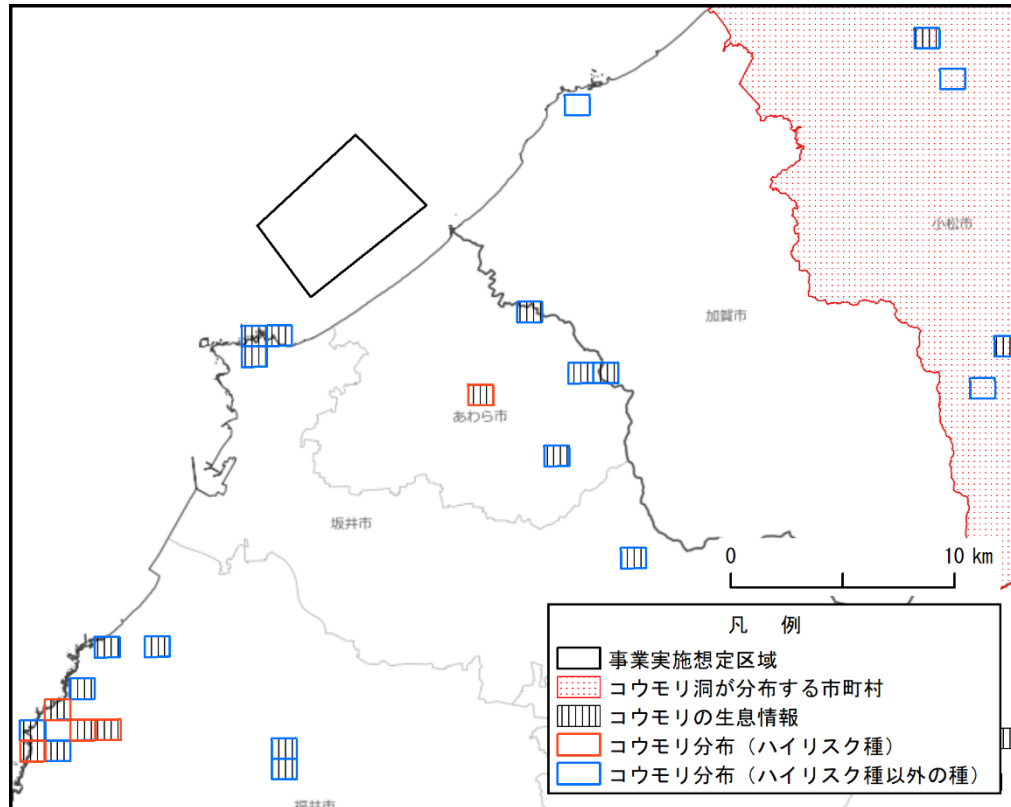 小松市
加賀市
あわら市
坂井市
福井市
0 10 km
凡 例
事業実施想定区域
コウモリ洞が分布する市町村
コウモリの生息情報
コウモリ分布（ハイリスク種）
コウモリ分布（ハイリスク種以外の種）